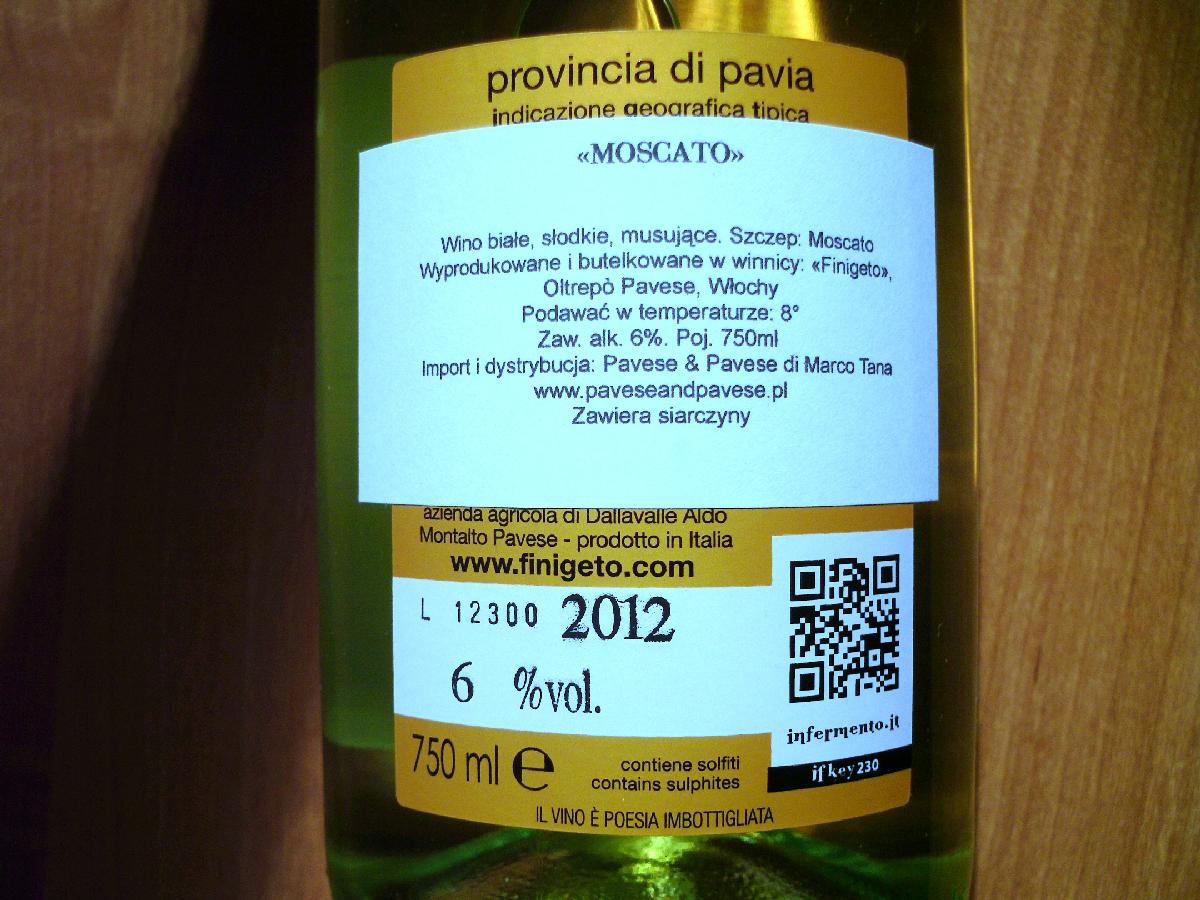 provincia di pavia
indicazione geografica tipica
«MOSCATO»
Wino białe, słodkie, musujące. Szczep: Moscato
Wyprodukowane i butelkowane w winnicy: «Finigeto»,
Oltrepò Pavese, Włochy
Podawać w temperaturze: 8°
Zaw. alk. 6%. Poj. 750ml
Import i dystrybucja: Pavese & Pavese di Marco Tana
www.paveseandpavese.pl
Zawiera siarczyny
azienda agricola di Dallavalle Aldo
Montalto Pavese - prodotto in Italia
www.finigeto.com
L 12300 2012
6 %vol.
infermento.it
if key230
750 ml e
contiene solfiti
contains sulphites
IL VINO È POESIA IMBOTTIGLIATA